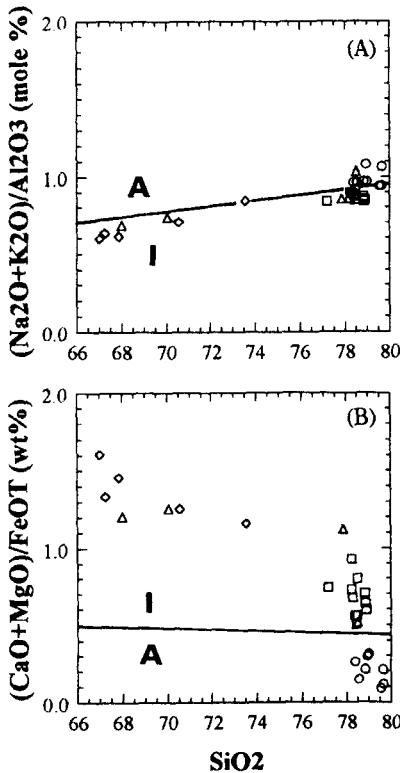 (Na2O+K2O)/Al2O3 (mole %)
2.0
1.0
0.0
(A)
A
I
66 68 70 72 74 76 78 80
(CaO+MgO)/FeOT (wt%)
2.0
1.0
0.0
(B)
I
A
66 68 70 72 74 76 78 80
SiO2